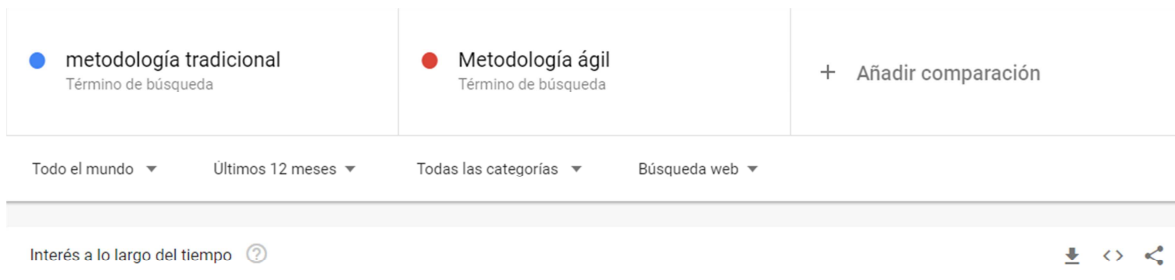 metodología tradicional
Término de búsqueda
Metodología ágil
Término de búsqueda
+ Añadir comparación
Todo el mundo
Últimos 12 meses
Todas las categorías
Búsqueda web
Interés a lo largo del tiempo